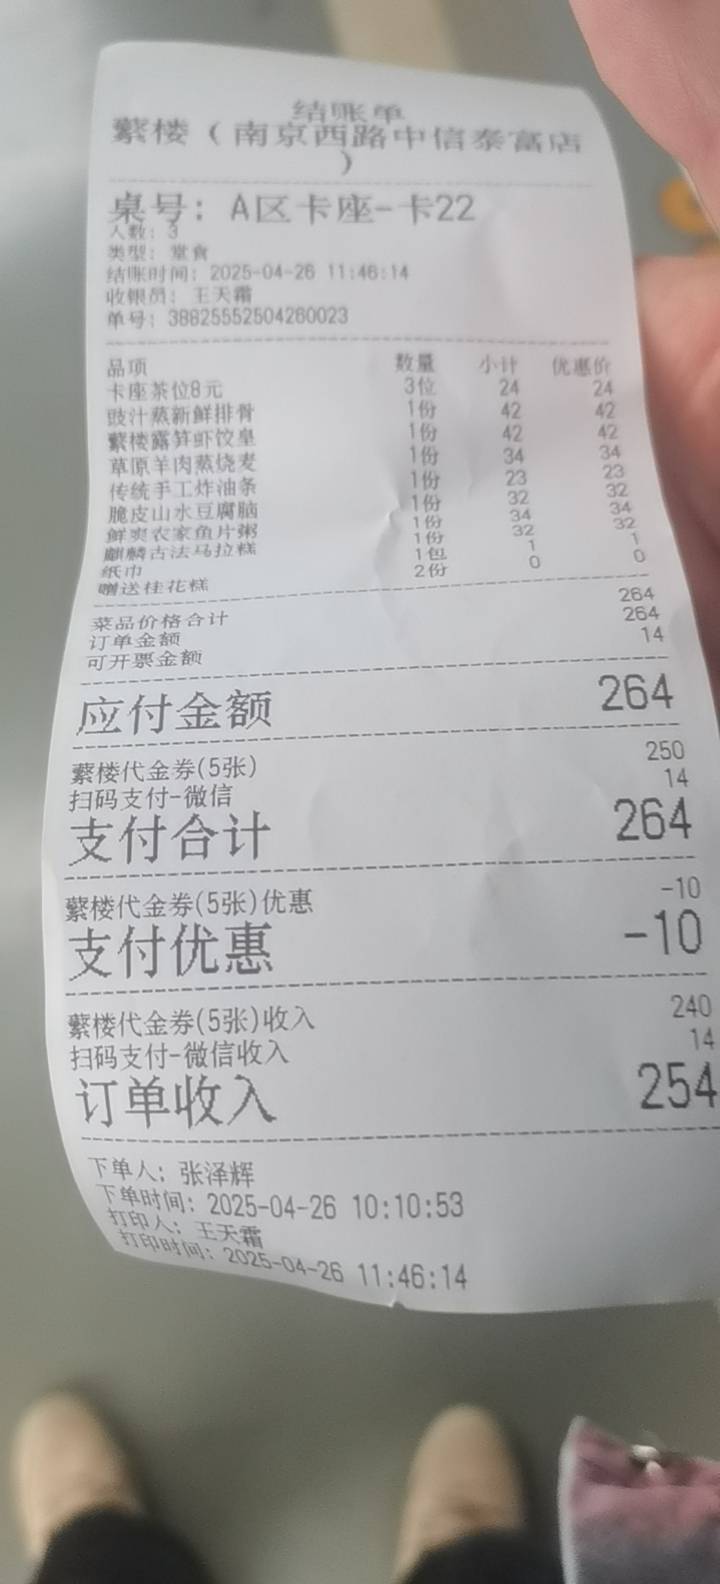 结账单
蘩楼（南京西路中信泰富店
）
桌号: A区卡座-卡22
人数: 3
类型: 堂食
结账时间: 2025-04-26 11:46:14
收银员: 王天霜
单号: 38825552504260023
品项 数量 小计 优惠价
卡座茶位8元 3位 24 24
豉汁蒸新鲜排骨 1份 42 42
蘩楼露笋虾饺皇 1份 42 42
草原羊肉蒸烧麦 1份 34 34
传统手工炸油条 1份 23 23
脆皮山水豆腐脑 1份 32 32
鲜爽农家鱼片粥 1份 34 34
麒麟古法马拉糕 1份 32 32
纸巾 1包 1 1
赠送桂花糕 2份 0 0
菜品价格合计 264
订单金额 264
可开票金额 14
应付金额 264
蘩楼代金券(5张) 250
扫码支付-微信 14
支付合计 264
蘩楼代金券(5张)优惠 -10
支付优惠 -10
蘩楼代金券(5张)收入 240
扫码支付-微信收入 14
订单收入 254
下单人: 张泽辉
下单时间: 2025-04-26 10:10:53
打印人: 王天霜
打印时间: 2025-04-26 11:46:14